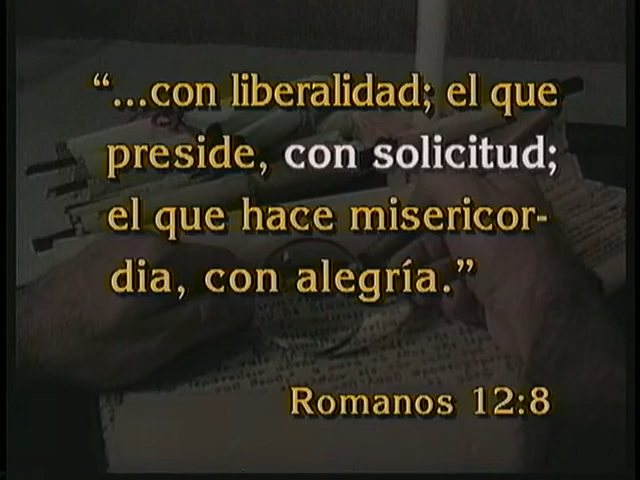 “...con liberalidad; el que
preside, con solicitud;
el que hace misericor-
dia, con alegría.”
Romanos 12:8